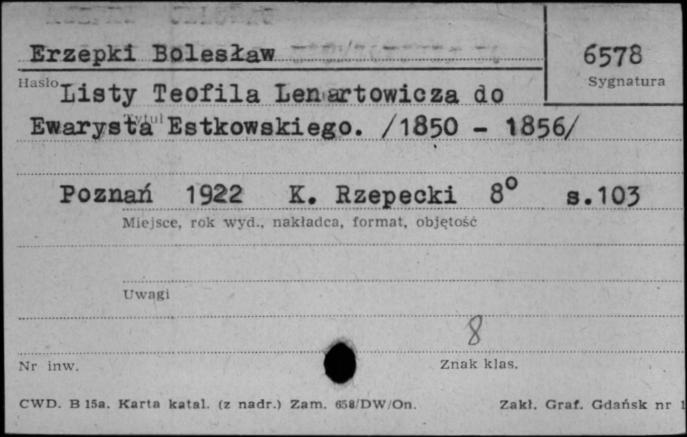 Erzepki Bolesław
6578
Hasło
Sygnatura
Listy Teofila Lenartowicza do
Tytuł
Ewarysta Estkowskiego. /1850 - 1856/
Poznań 1922 K. Rzepecki 8° s.103
Miejsce, rok wyd., nakładca, format, objętość
Uwagi
8
Nr inw.
Znak klas.
CWD. B 15a. Karta katal. (z nadr.) Zam. 658/DW/On.
Zakł. Graf. Gdańsk nr 1